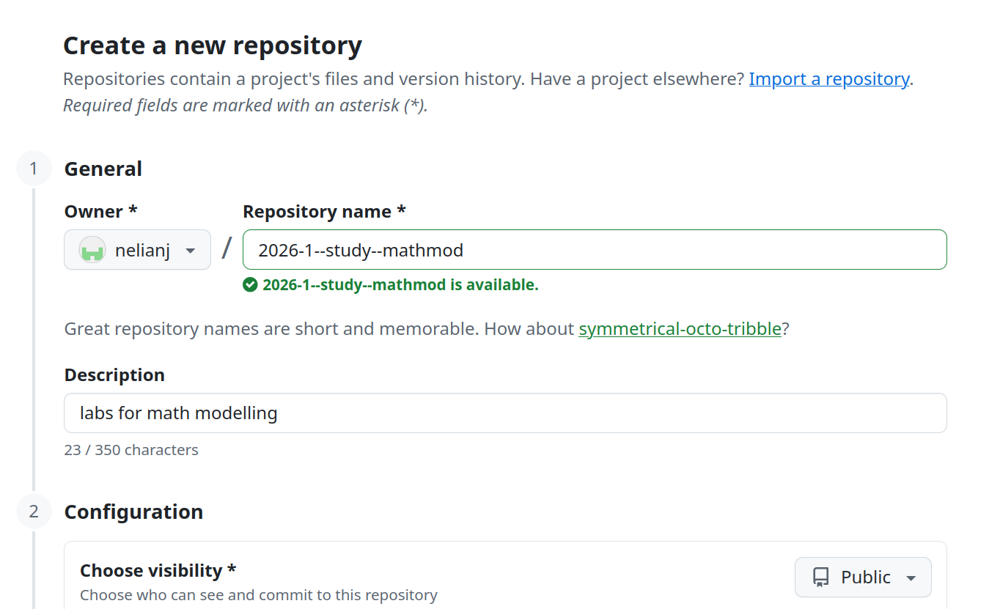 Create a new repository
Repositories contain a project's files and version history. Have a project elsewhere? Import a repository.
Required fields are marked with an asterisk (*).
1 General
Owner * Repository name *
nelianj / 2026-1--study--mathmod
2026-1--study--mathmod is available.
Great repository names are short and memorable. How about symmetrical-octo-tribble?
Description
labs for math modelling
23 / 350 characters
2 Configuration
Choose visibility * Public
Choose who can see and commit to this repository